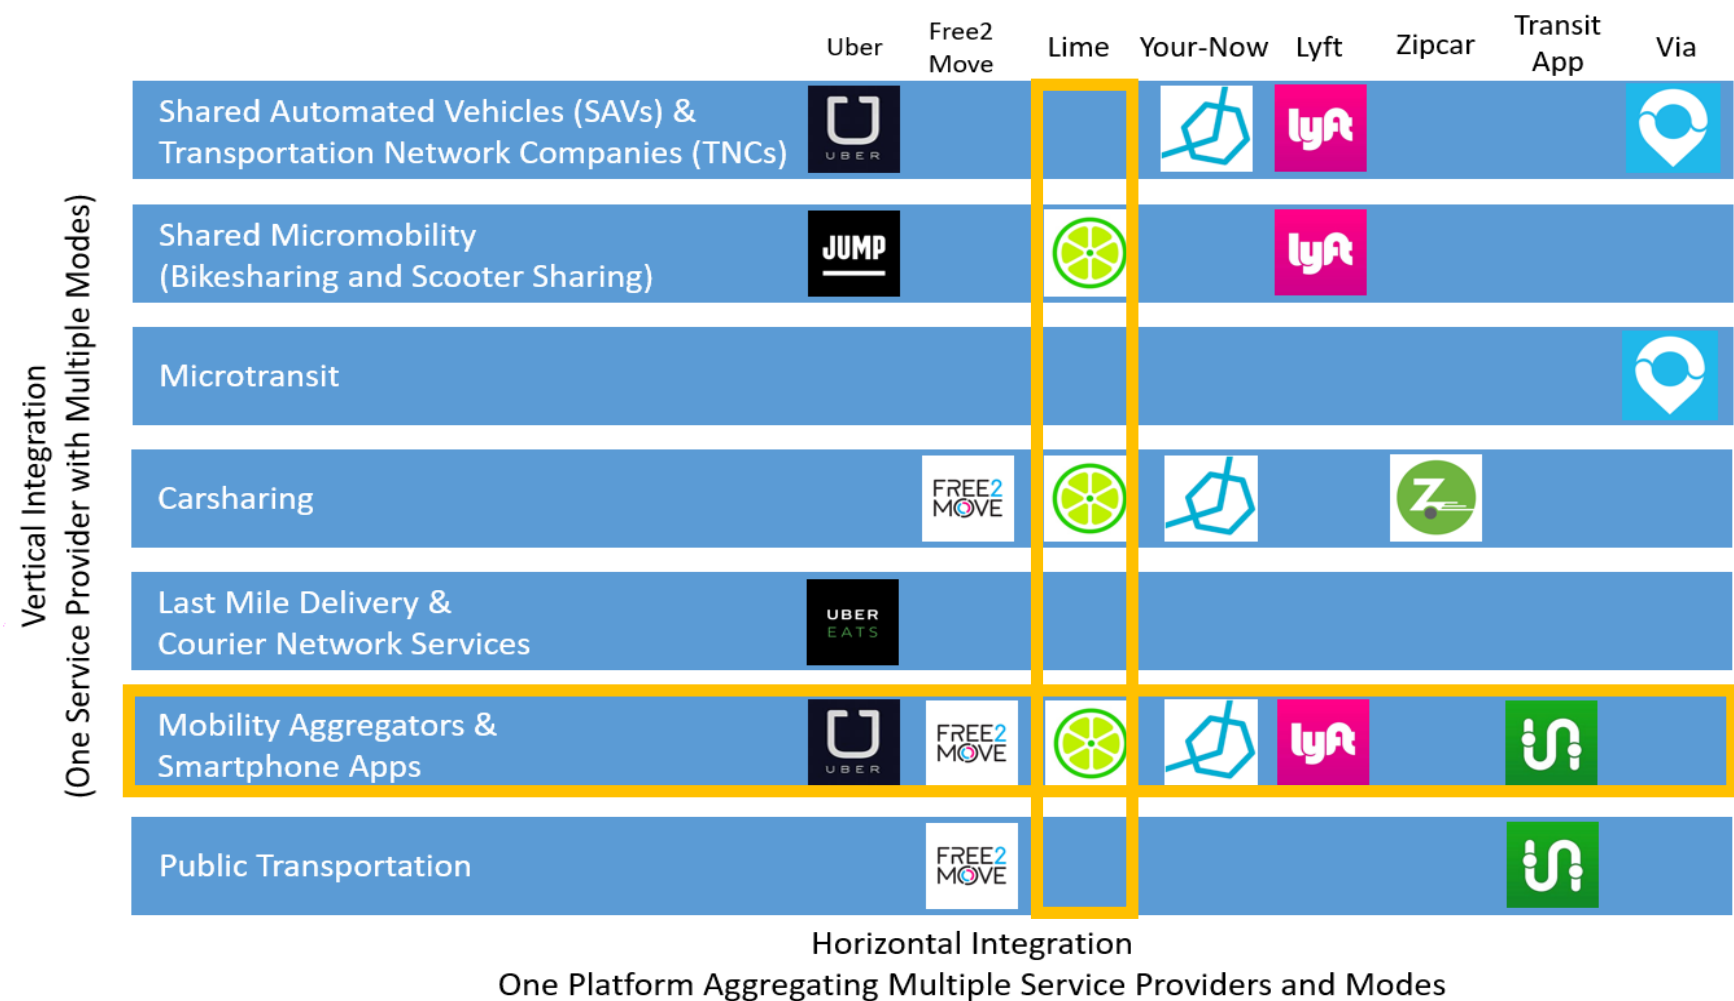 Uber
Free2
Move
Lime
Your-Now
Lyft
Zipcar
Transit
App
Via
Vertical Integration
(One Service Provider with Multiple Modes)
Shared Automated Vehicles (SAVs) &
Transportation Network Companies (TNCs)
UBER
lyft
Shared Micromobility
(Bikesharing and Scooter Sharing)
JUMP
lyft
Microtransit
Carsharing
FREE2
MOVE
Z
Last Mile Delivery &
Courier Network Services
UBER
EATS
Mobility Aggregators &
Smartphone Apps
UBER
FREE2
MOVE
lyft
Public Transportation
FREE2
MOVE
Horizontal Integration
One Platform Aggregating Multiple Service Providers and Modes